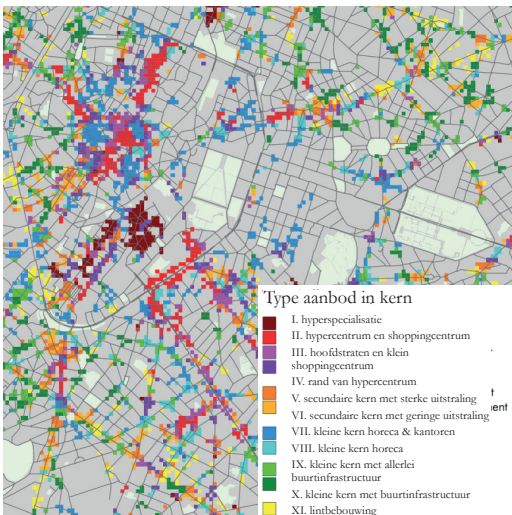 Type aanbod in kern
I. hyperspecialisatie
II. hypercentrum en shoppingcentrum
III. hoofdstraten en klein
shoppingcentrum
IV. rand van hypercentrum
V. secundaire kern met sterke uitstraling
VI. secundaire kern met geringe uitstraling
VII. kleine kern horeca & kantoren
VIII. kleine kern horeca
IX. kleine kern met allerlei
buurtinfrastructuur
X. kleine kern met buurtinfrastructuur
XI. lintbebouwing